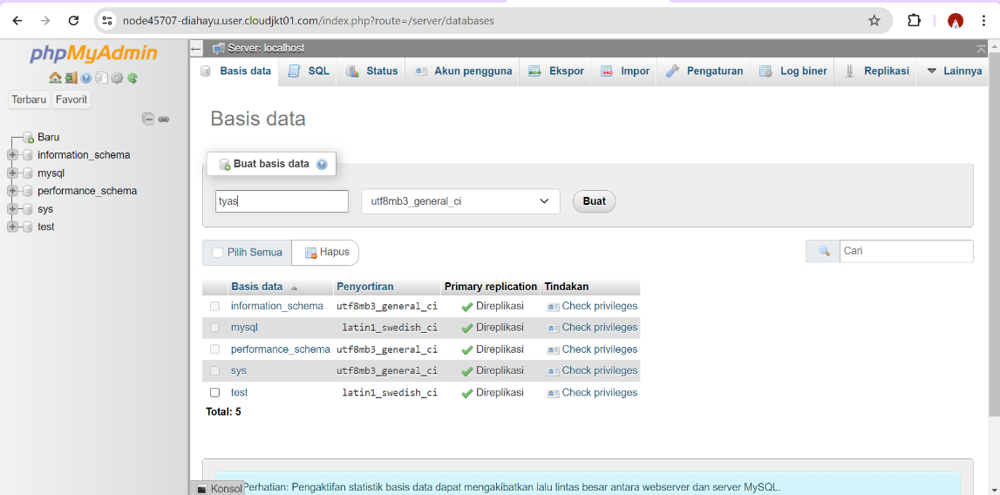 node45707-diahayu.user.cloudjkt01.com/index.php?route=/server/databases
phpMyAdmin
Terbaru Favorit
Baru
information_schema
mysql
performance_schema
sys
test
Server: localhost
Basis data SQL Status Akun pengguna Ekspor Impor Pengaturan Log biner Replikasi Lainnya
Basis data
Buat basis data
tyas utf8mb3_general_ci Buat
Pilih Semua Hapus Cari
Basis data Penyortiran Primary replication Tindakan
information_schema utf8mb3_general_ci Direplikasi Check privileges
mysql latin1_swedish_ci Direplikasi Check privileges
performance_schema utf8mb3_general_ci Direplikasi Check privileges
sys utf8mb3_general_ci Direplikasi Check privileges
test latin1_swedish_ci Direplikasi Check privileges
Total: 5
Konsol Perhatian: Pengaktifan statistik basis data dapat mengakibatkan lalu lintas besar antara webserver dan server MySQL.